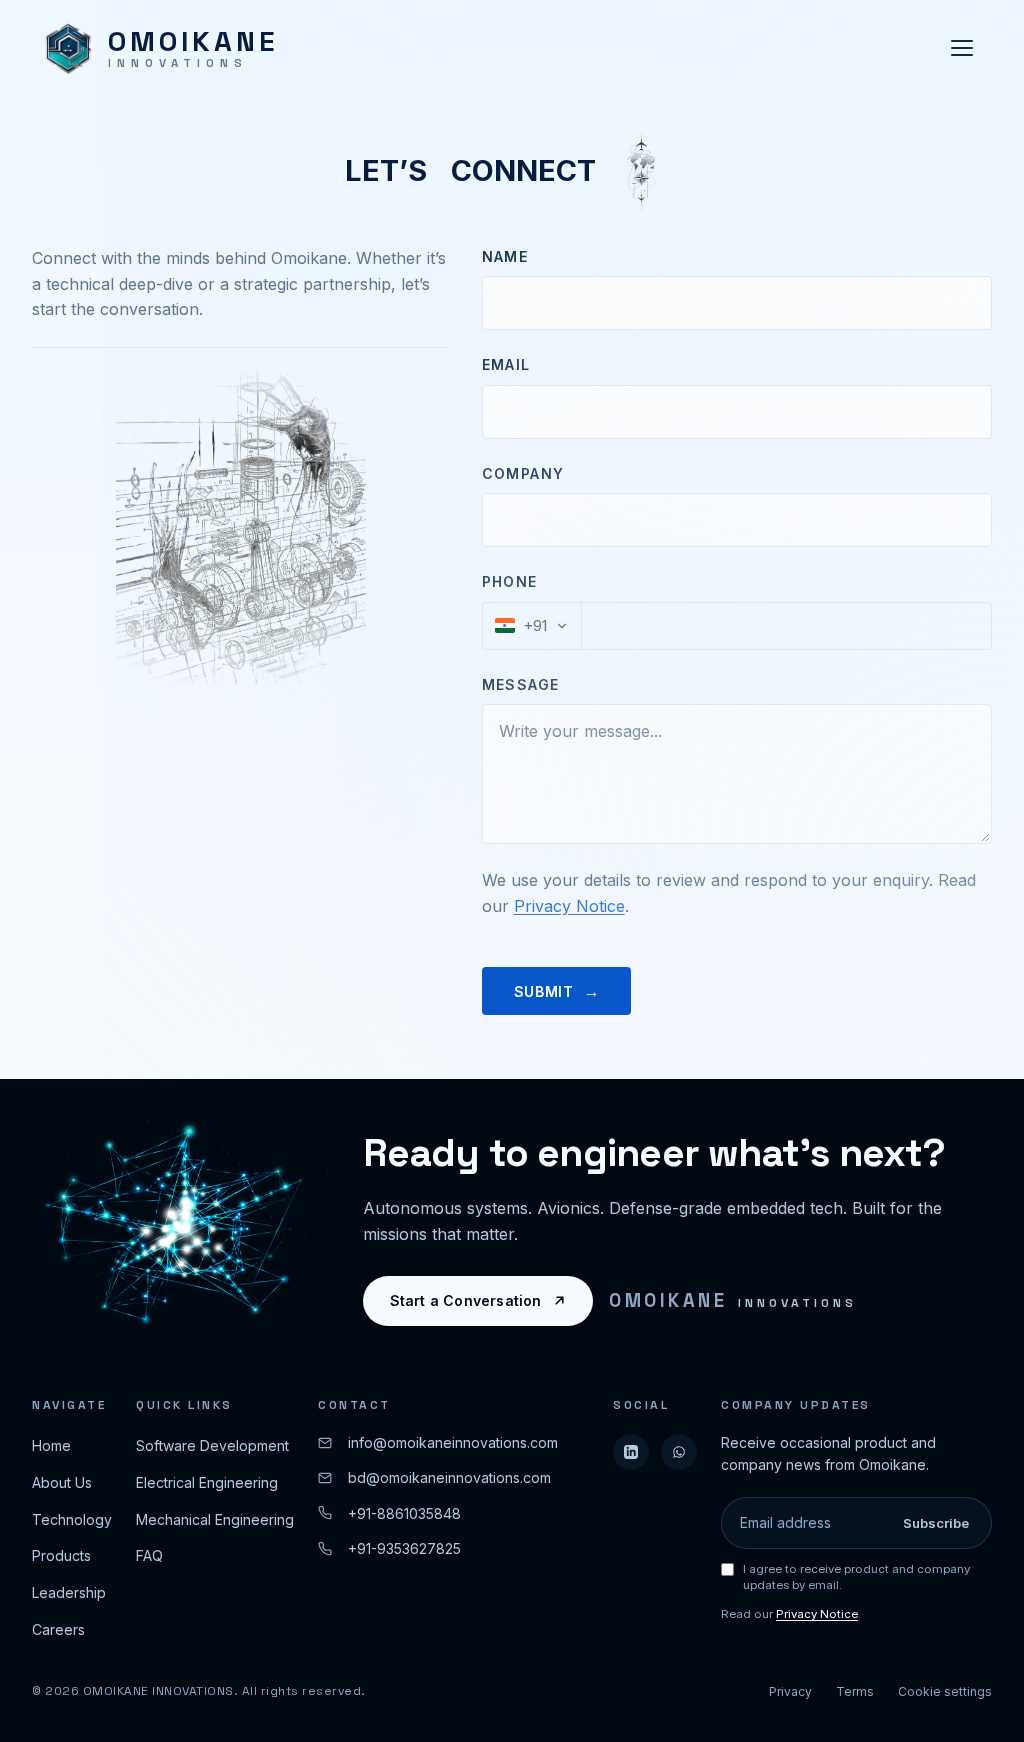 OMOIKANE
INNOVATIONS
LET’S CONNECT
Connect with the minds behind Omoikane. Whether it’s
a technical deep-dive or a strategic partnership, let’s
start the conversation.
NAME
EMAIL
COMPANY
PHONE
+91
MESSAGE
Write your message...
We use your details to review and respond to your enquiry. Read
our Privacy Notice.
SUBMIT →
Ready to engineer what’s next?
Autonomous systems. Avionics. Defense-grade embedded tech. Built for the
missions that matter.
Start a Conversation ↗
OMOIKANE INNOVATIONS
NAVIGATE
Home
About Us
Technology
Products
Leadership
Careers
QUICK LINKS
Software Development
Electrical Engineering
Mechanical Engineering
FAQ
CONTACT
info@omoikaneinnovations.com
bd@omoikaneinnovations.com
+91-8861035848
+91-9353627825
SOCIAL
COMPANY UPDATES
Receive occasional product and
company news from Omoikane.
Email address Subscribe
I agree to receive product and company
updates by email.
Read our Privacy Notice.
© 2026 OMOIKANE INNOVATIONS. All rights reserved.
Privacy Terms Cookie settings